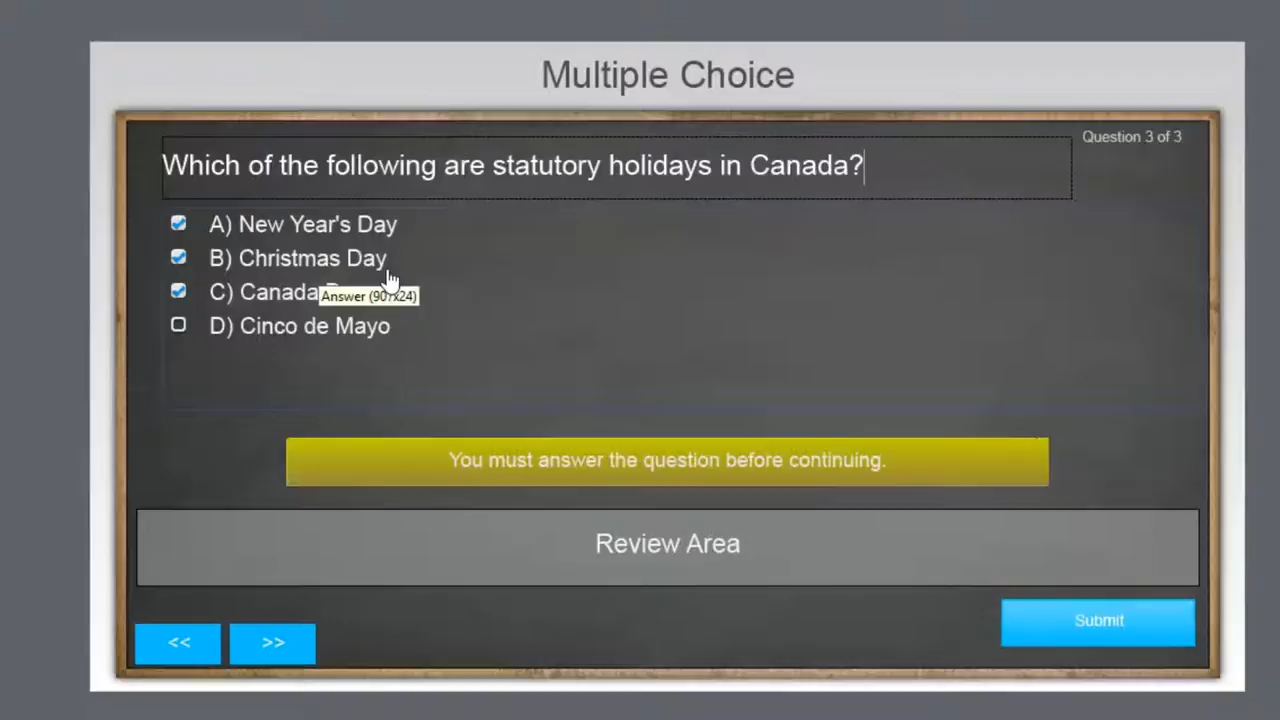 Multiple Choice
Question 3 of 3
Which of the following are statutory holidays in Canada?
A) New Year's Day
B) Christmas Day
C) Canada
Answer (907x24)
D) Cinco de Mayo
You must answer the question before continuing.
Review Area
Submit
<< >>